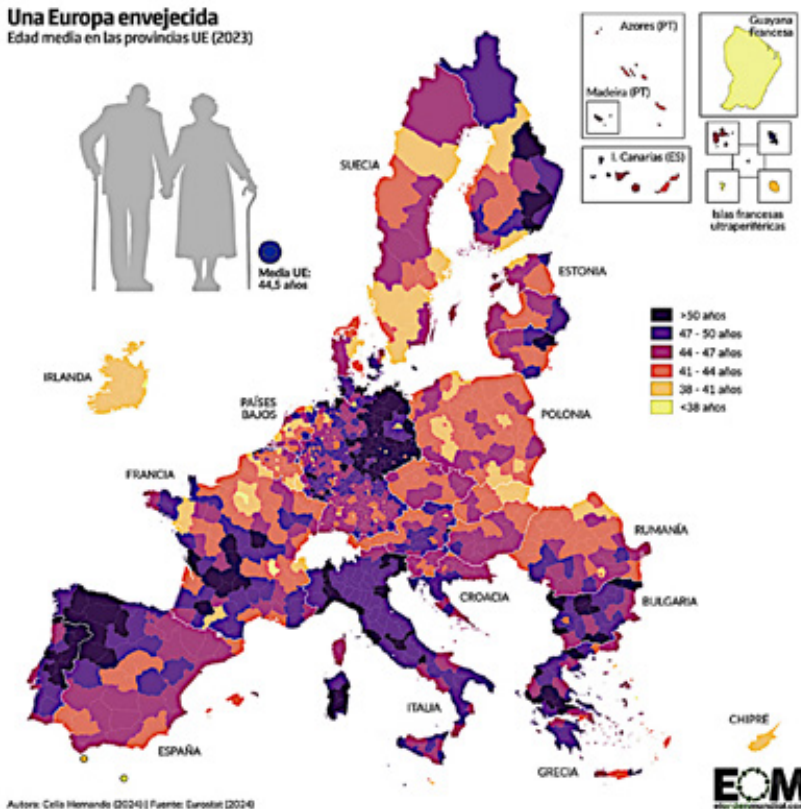 Una Europa envejecida
Edad media en las provincias UE (2023)
Azores (PT)
Guayana
Francesa
Madeira (PT)
I. Canarias (ES)
Islas francesas
ultraperiféricas
SUECIA
Media UE:
44,5 años
ESTONIA
>50 años
47 - 50 años
44 - 47 años
41 - 44 años
38 - 41 años
<38 años
IRLANDA
PAÍSES
BAJOS
POLONIA
FRANCIA
RUMANÍA
CROACIA
BULGARIA
ITALIA
CHIPRE
ESPAÑA
GRECIA
EOM
Autora: Celia Hernando (2024) | Fuente: Eurostat (2024)